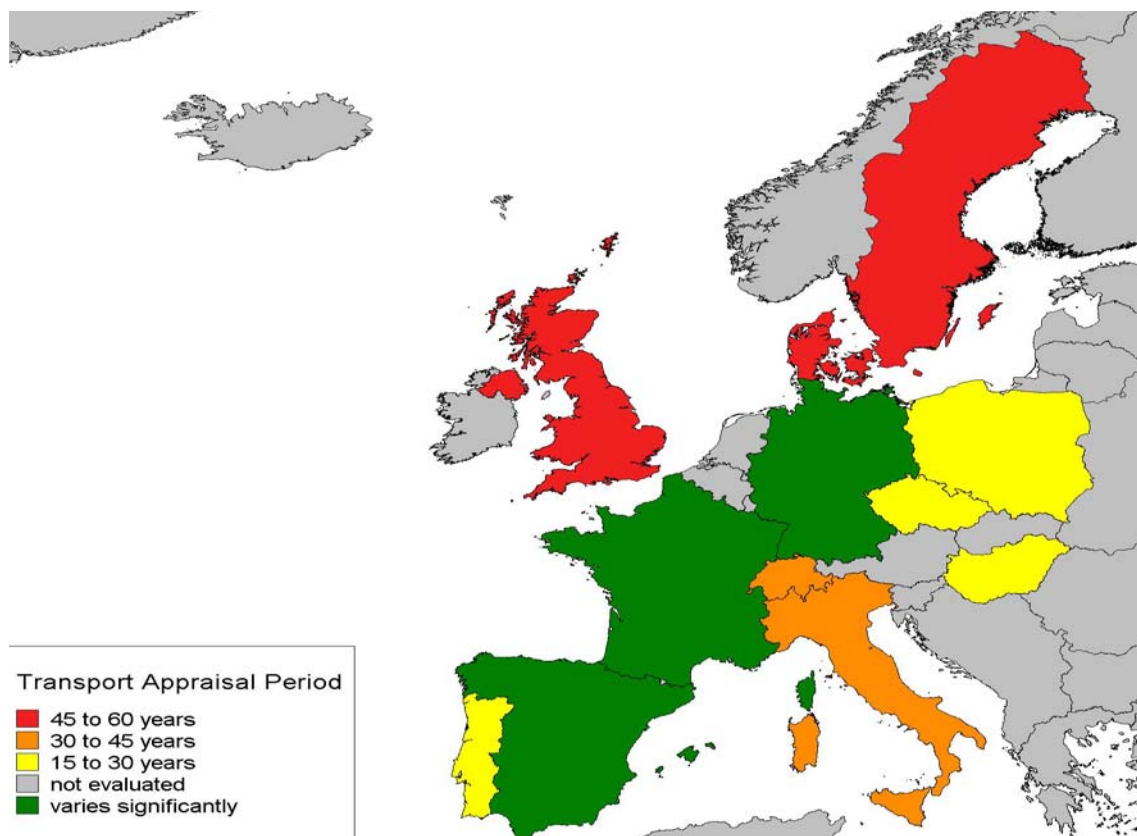 Transport Appraisal Period
45 to 60 years
30 to 45 years
15 to 30 years
not evaluated
varies significantly